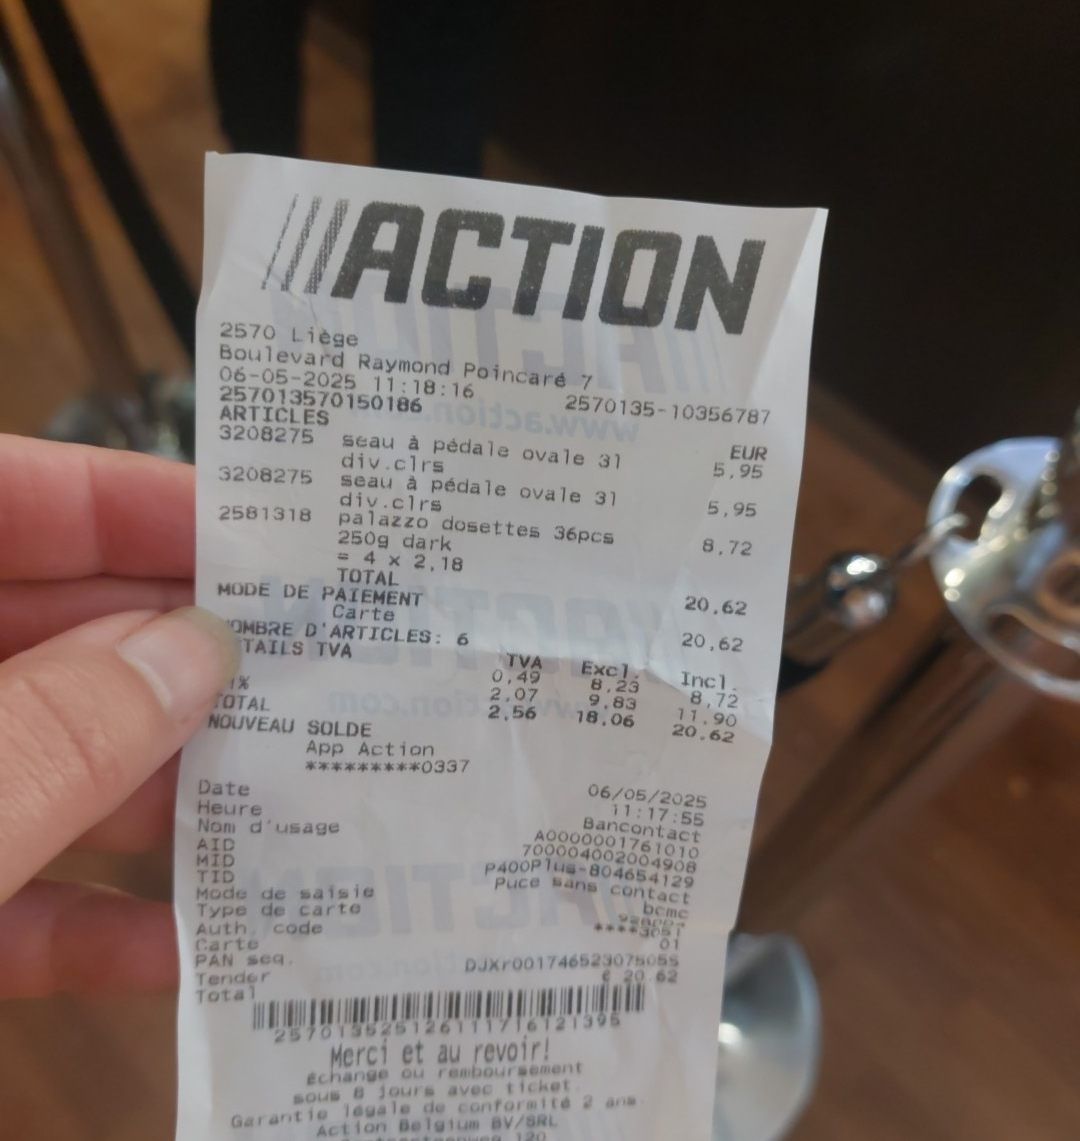 ACTION
2570 Liège
Boulevard Raymond Poincaré 7
06-05-2025 11:18:16 2570135-10356787
257013570150186
ARTICLES EUR
3208275 seau à pédale ovale 3l 5,95
div.clrs
3208275 seau à pédale ovale 3l 5,95
div.clrs
2581318 palazzo dosettes 36pcs 8,72
250g dark
= 4 x 2,18
TOTAL 20,62
MODE DE PAIEMENT
Carte 20,62
OMBRE D'ARTICLES: 6
TAILS TVA TVA Excl. Incl.
0,49 8,23 8,72
1% 2,07 9,83 11,90
TOTAL 2,56 18,06 20,62
NOUVEAU SOLDE
App Action
*********0337
Date 06/05/2025
Heure 11:17:55
Nom d'usage Bancontact
AID A0000001761010
MID 700004002004908
TID P400Plus-804654129
Mode de saisie Puce sans contact
Type de carte bcmc
Auth. code
Carte ****3051
PAN seq. 01
Tender DJXr001746523075055
Total € 20.62
Merci et au revoir!
Échange ou remboursement
sous 8 jours avec ticket.
Garantie légale de conformité 2 ans
Action Belgium BV/SRL
120